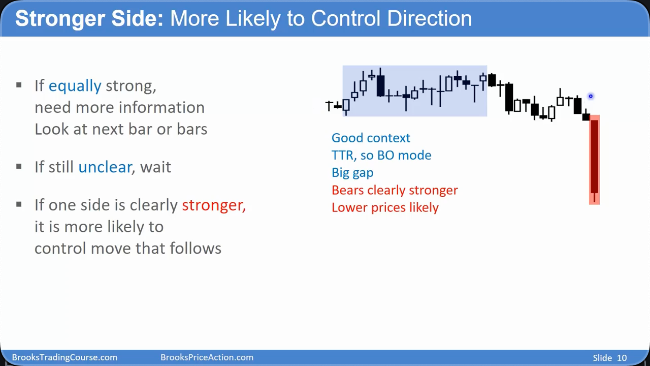 Stronger Side: More Likely to Control Direction
If equally strong,
need more information
Look at next bar or bars
If still unclear, wait
If one side is clearly stronger,
it is more likely to
control move that follows
Good context
TTR, so BO mode
Big gap
Bears clearly stronger
Lower prices likely
BrooksTradingCourse.com BrooksPriceAction.com Slide 10